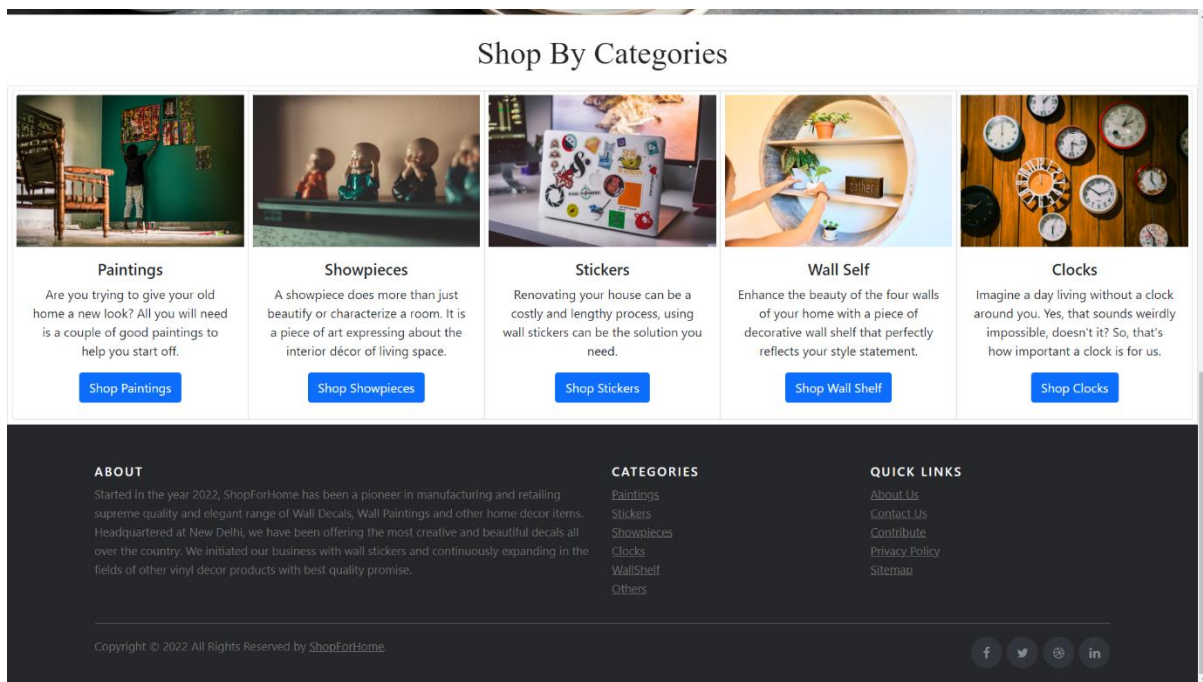 Shop By Categories
gather
Paintings
Are you trying to give your old
home a new look? All you will need
is a couple of good paintings to
help you start off.
Shop Paintings
Showpieces
A showpiece does more than just
beautify or characterize a room. It is
a piece of art expressing about the
interior décor of living space.
Shop Showpieces
Stickers
Renovating your house can be a
costly and lengthy process, using
wall stickers can be the solution you
need.
Shop Stickers
Wall Self
Enhance the beauty of the four walls
of your home with a piece of
decorative wall shelf that perfectly
reflects your style statement.
Shop Wall Shelf
Clocks
Imagine a day living without a clock
around you. Yes, that sounds weirdly
impossible, doesn't it? So, that's
how important a clock is for us.
Shop Clocks
ABOUT
Started in the year 2022, ShopForHome has been a pioneer in manufacturing and retailing
supreme quality and elegant range of Wall Decals, Wall Paintings and other home decor items.
Headquartered at New Delhi, we have been offering the most creative and beautiful decals all
over the country. We initiated our business with wall stickers and continuously expanding in the
fields of other vinyl decor products with best quality promise.
CATEGORIES
Paintings
Stickers
Showpieces
Clocks
WallShelf
Others
QUICK LINKS
About Us
Contact Us
Contribute
Privacy Policy
Sitemap
Copyright © 2022 All Rights Reserved by ShopForHome.